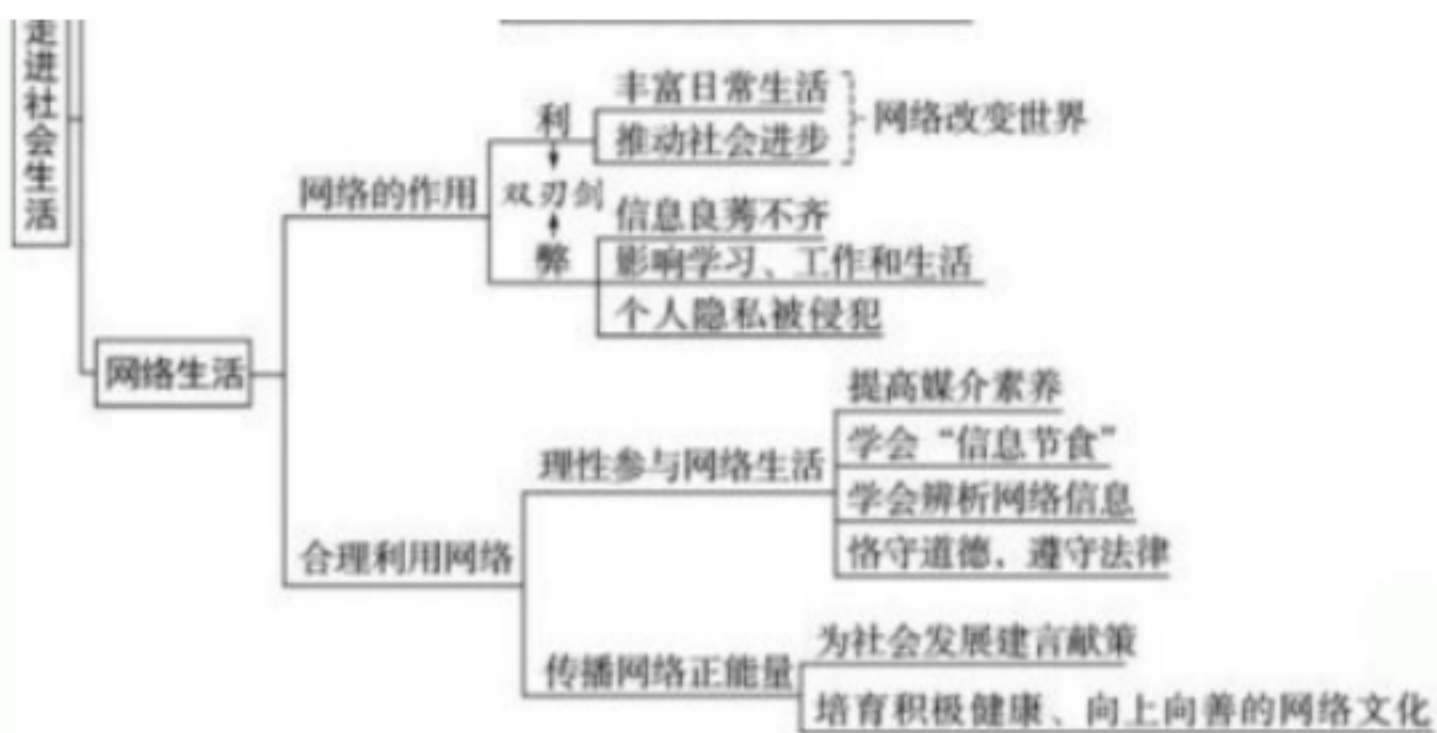 走进社会生活
丰富日常生活
利
网络改变世界
推动社会进步
网络的作用
双刃剑
信息良莠不齐
弊
影响学习、工作和生活
个人隐私被侵犯
网络生活
提高媒介素养
学会“信息节食”
理性参与网络生活
学会辨析网络信息
合理利用网络
恪守道德，遵守法律
为社会发展建言献策
传播网络正能量
培育积极健康、向上向善的网络文化